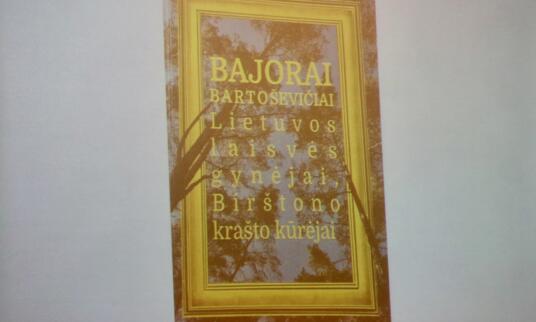 BAJORAI
BARTOŠEVIČIAI
Lietuvos
laisvės
gynėjai,
Birštono
krašto kūrėjai